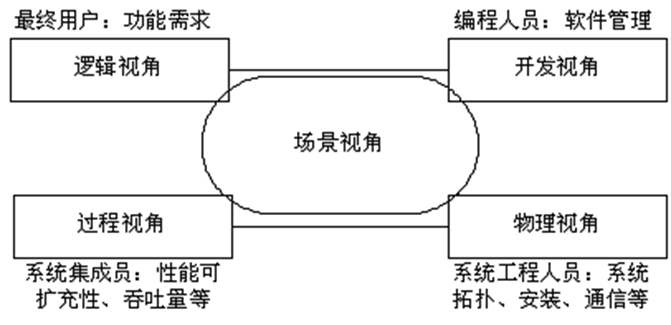 最终用户：功能需求
编程人员：软件管理
逻辑视角
开发视角
场景视角
过程视角
物理视角
系统集成员：性能可
扩充性、吞吐量等
系统工程人员：系统
拓扑、安装、通信等